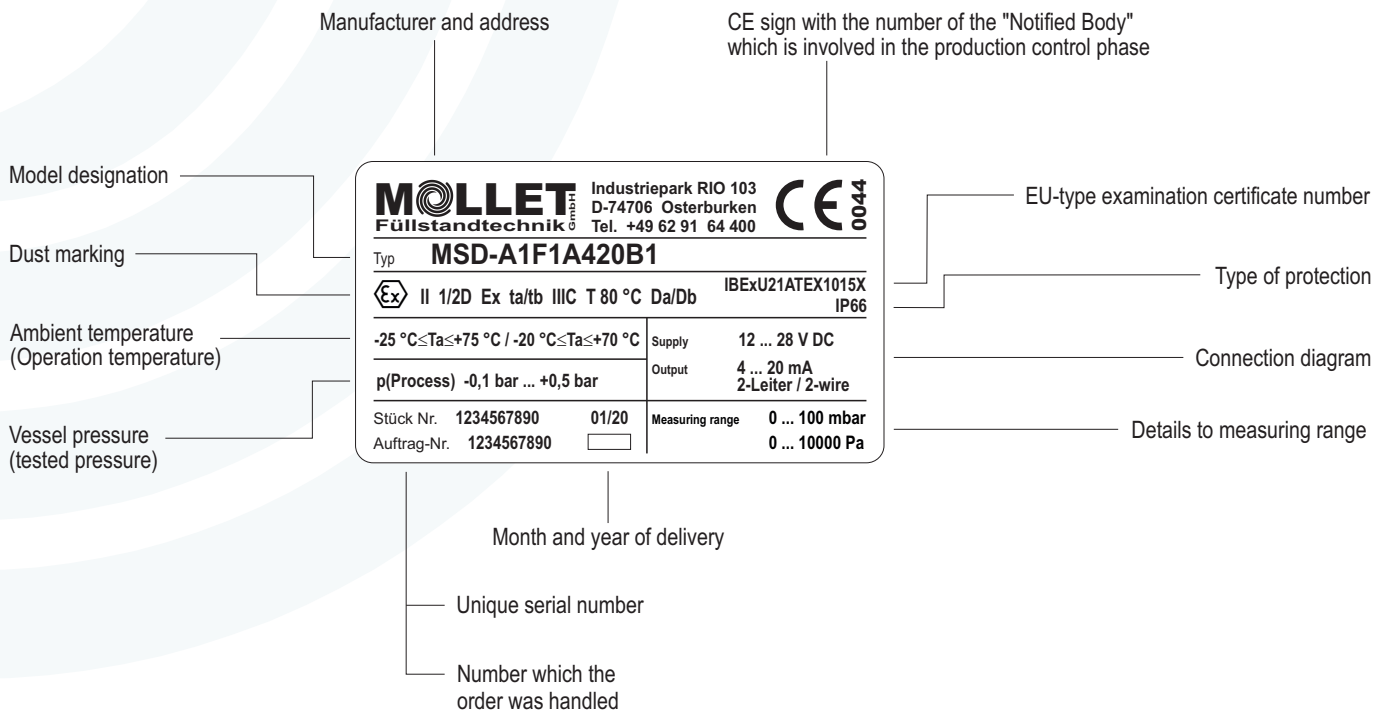 Manufacturer and address
CE sign with the number of the "Notified Body"
which is involved in the production control phase
Model designation
Dust marking
Ambient temperature
(Operation temperature)
Vessel pressure
(tested pressure)
MOLLET GmbH
Füllstandtechnik
Industriepark RIO 103
D-74706 Osterburken
Tel. +49 62 91 64 400
CE 0044
Typ MSD-A1F1A420B1
Ex II 1/2D Ex ta/tb IIIC T 80 °C Da/Db
IBExU21ATEX1015X
IP66
-25 °C≤Ta≤+75 °C / -20 °C≤Ta≤+70 °C
p(Process) -0,1 bar ... +0,5 bar
Supply 12 ... 28 V DC
Output 4 ... 20 mA
2-Leiter / 2-wire
Stück Nr. 1234567890 01/20
Auftrag-Nr. 1234567890
Measuring range 0 ... 100 mbar
0 ... 10000 Pa
EU-type examination certificate number
Type of protection
Connection diagram
Details to measuring range
Month and year of delivery
Unique serial number
Number which the
order was handled